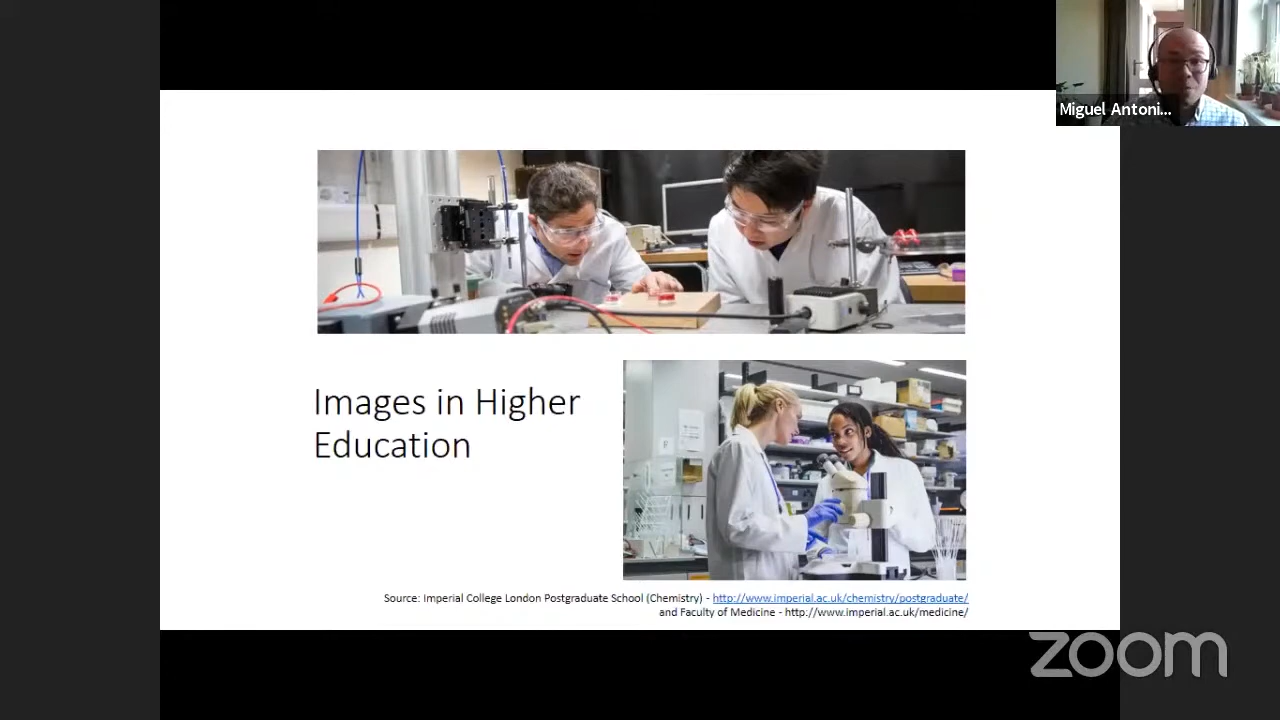 Miguel Antoni...
Images in Higher
Education
Source: Imperial College London Postgraduate School (Chemistry) - http://www.imperial.ac.uk/chemistry/postgraduate/
and Faculty of Medicine - http://www.imperial.ac.uk/medicine/
zoom